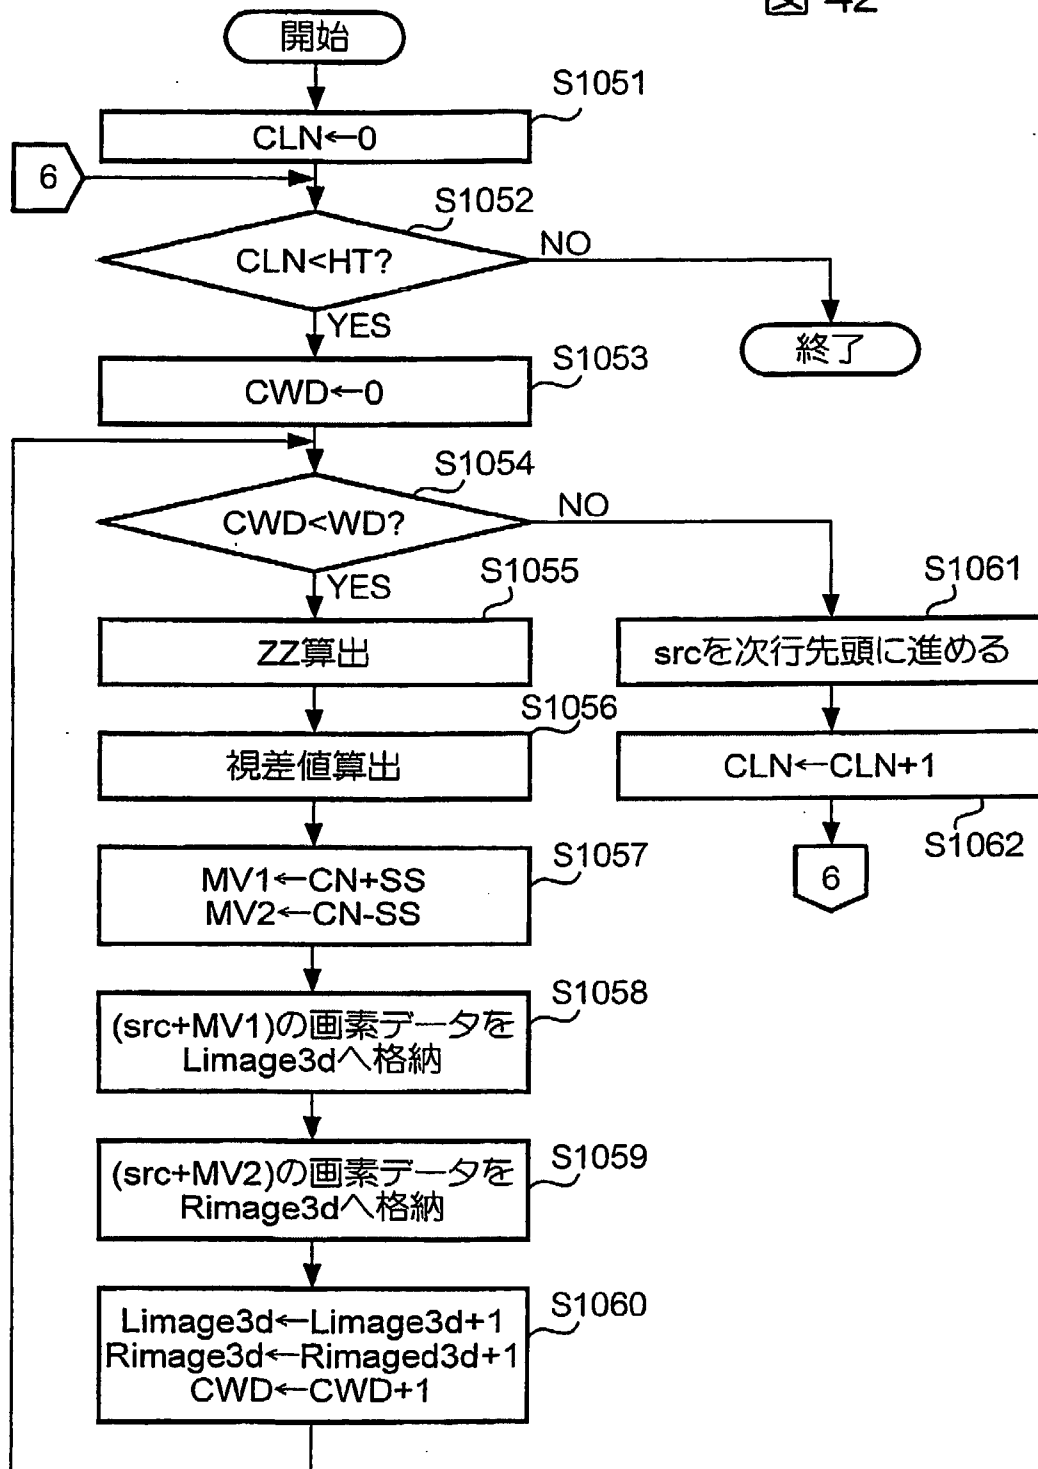 図 42
開始
S1051
CLN←0
6
S1052
CLN<HT?
NO
YES
終了
S1053
CWD←0
S1054
CWD<WD?
NO
YES
S1055
ZZ算出
S1061
srcを次行先頭に進める
S1056
視差値算出
CLN←CLN+1
S1062
6
S1057
MV1←CN+SS
MV2←CN-SS
S1058
(src+MV1)の画素データを
Limage3dへ格納
S1059
(src+MV2)の画素データを
Rimage3dへ格納
S1060
Limage3d←Limage3d+1
Rimage3d←Rimaged3d+1
CWD←CWD+1